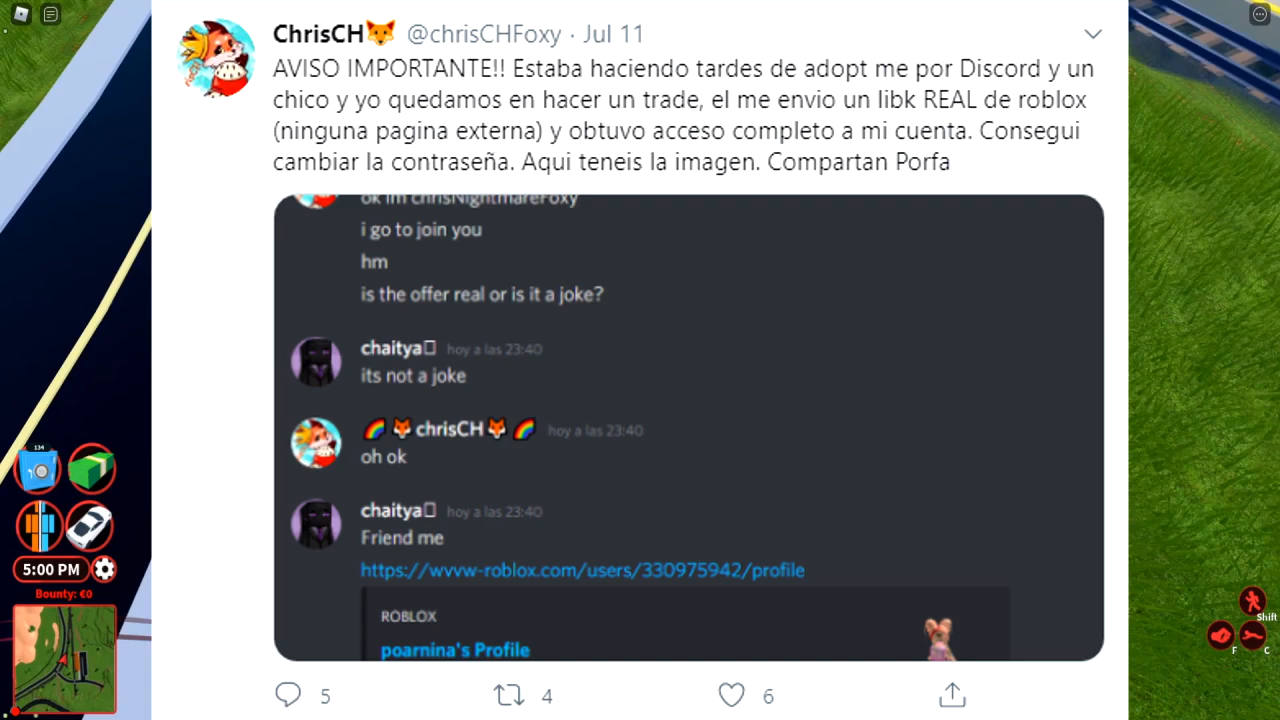 ChrisCH🦊 @chrisCHFoxy · Jul 11
AVISO IMPORTANTE!! Estaba haciendo tardes de adopt me por Discord y un
chico y yo quedamos en hacer un trade, el me envio un libk REAL de roblox
(ninguna pagina externa) y obtuvo acceso completo a mi cuenta. Consegui
cambiar la contraseña. Aqui teneis la imagen. Compartan Porfa
ok im chrisNightmareFoxy
i go to join you
hm
is the offer real or is it a joke?
chaitya hoy a las 23:40
its not a joke
🌈🦊chrisCH🦊🌈 hoy a las 23:40
oh ok
chaitya hoy a las 23:40
Friend me
https://wvvw-roblox.com/users/330975942/profile
ROBLOX
poarnina's Profile
5 4 6
134
5:00 PM
Bounty: €0
Shift
F C